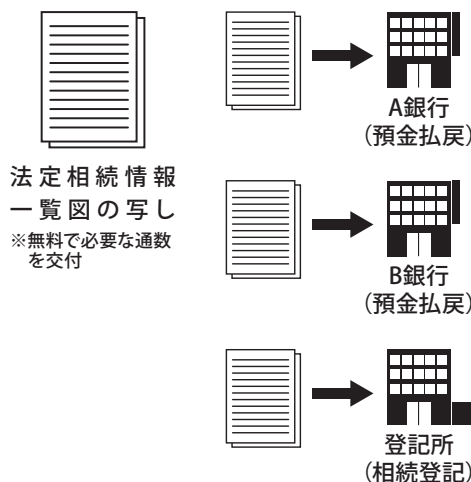 法定相続情報
一覧図の写し
※無料で必要な通数
を交付
A銀行
(預金払戻)
B銀行
(預金払戻)
登記所
(相続登記)